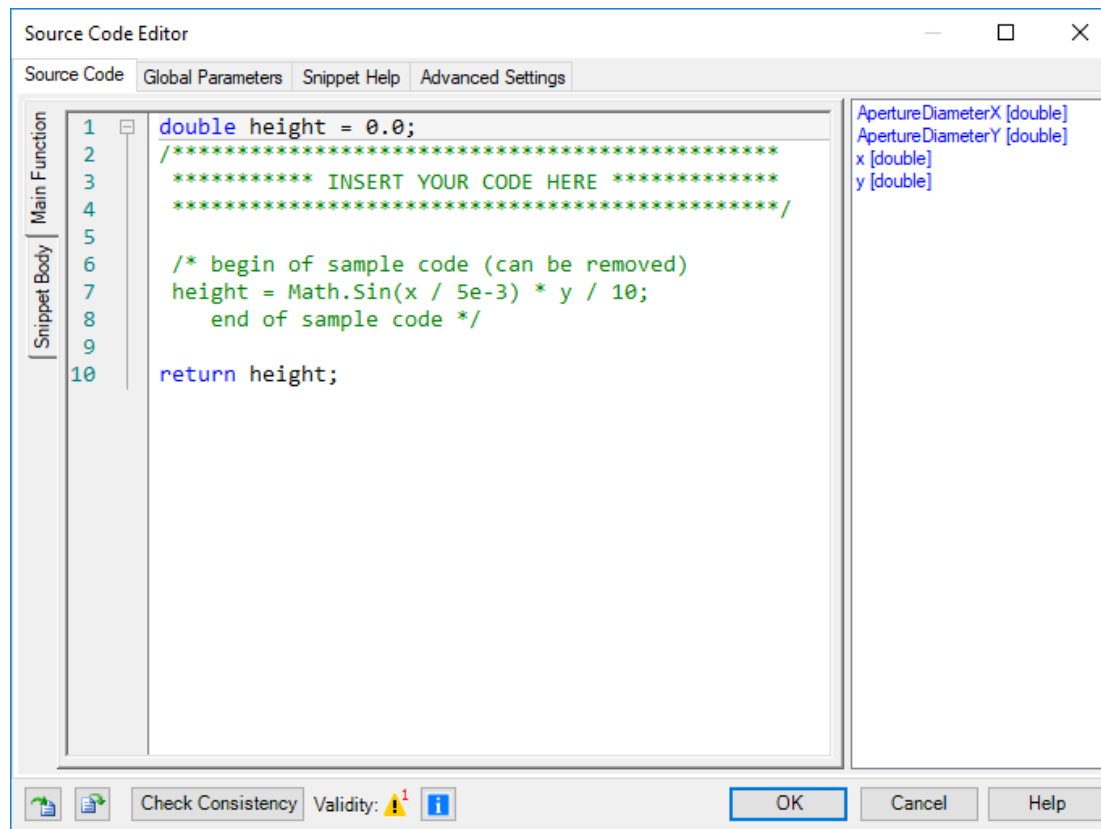 Source Code Editor
Source Code Global Parameters Snippet Help Advanced Settings
Main Function
Snippet Body
1 double height = 0.0;
2 /***********************************************
3 *********** INSERT YOUR CODE HERE *************
4 ***********************************************/
5
6 /* begin of sample code (can be removed)
7 height = Math.Sin(x / 5e-3) * y / 10;
8 end of sample code */
9
10 return height;
ApertureDiameterX [double]
ApertureDiameterY [double]
x [double]
y [double]
Check Consistency Validity: 1 i OK Cancel Help